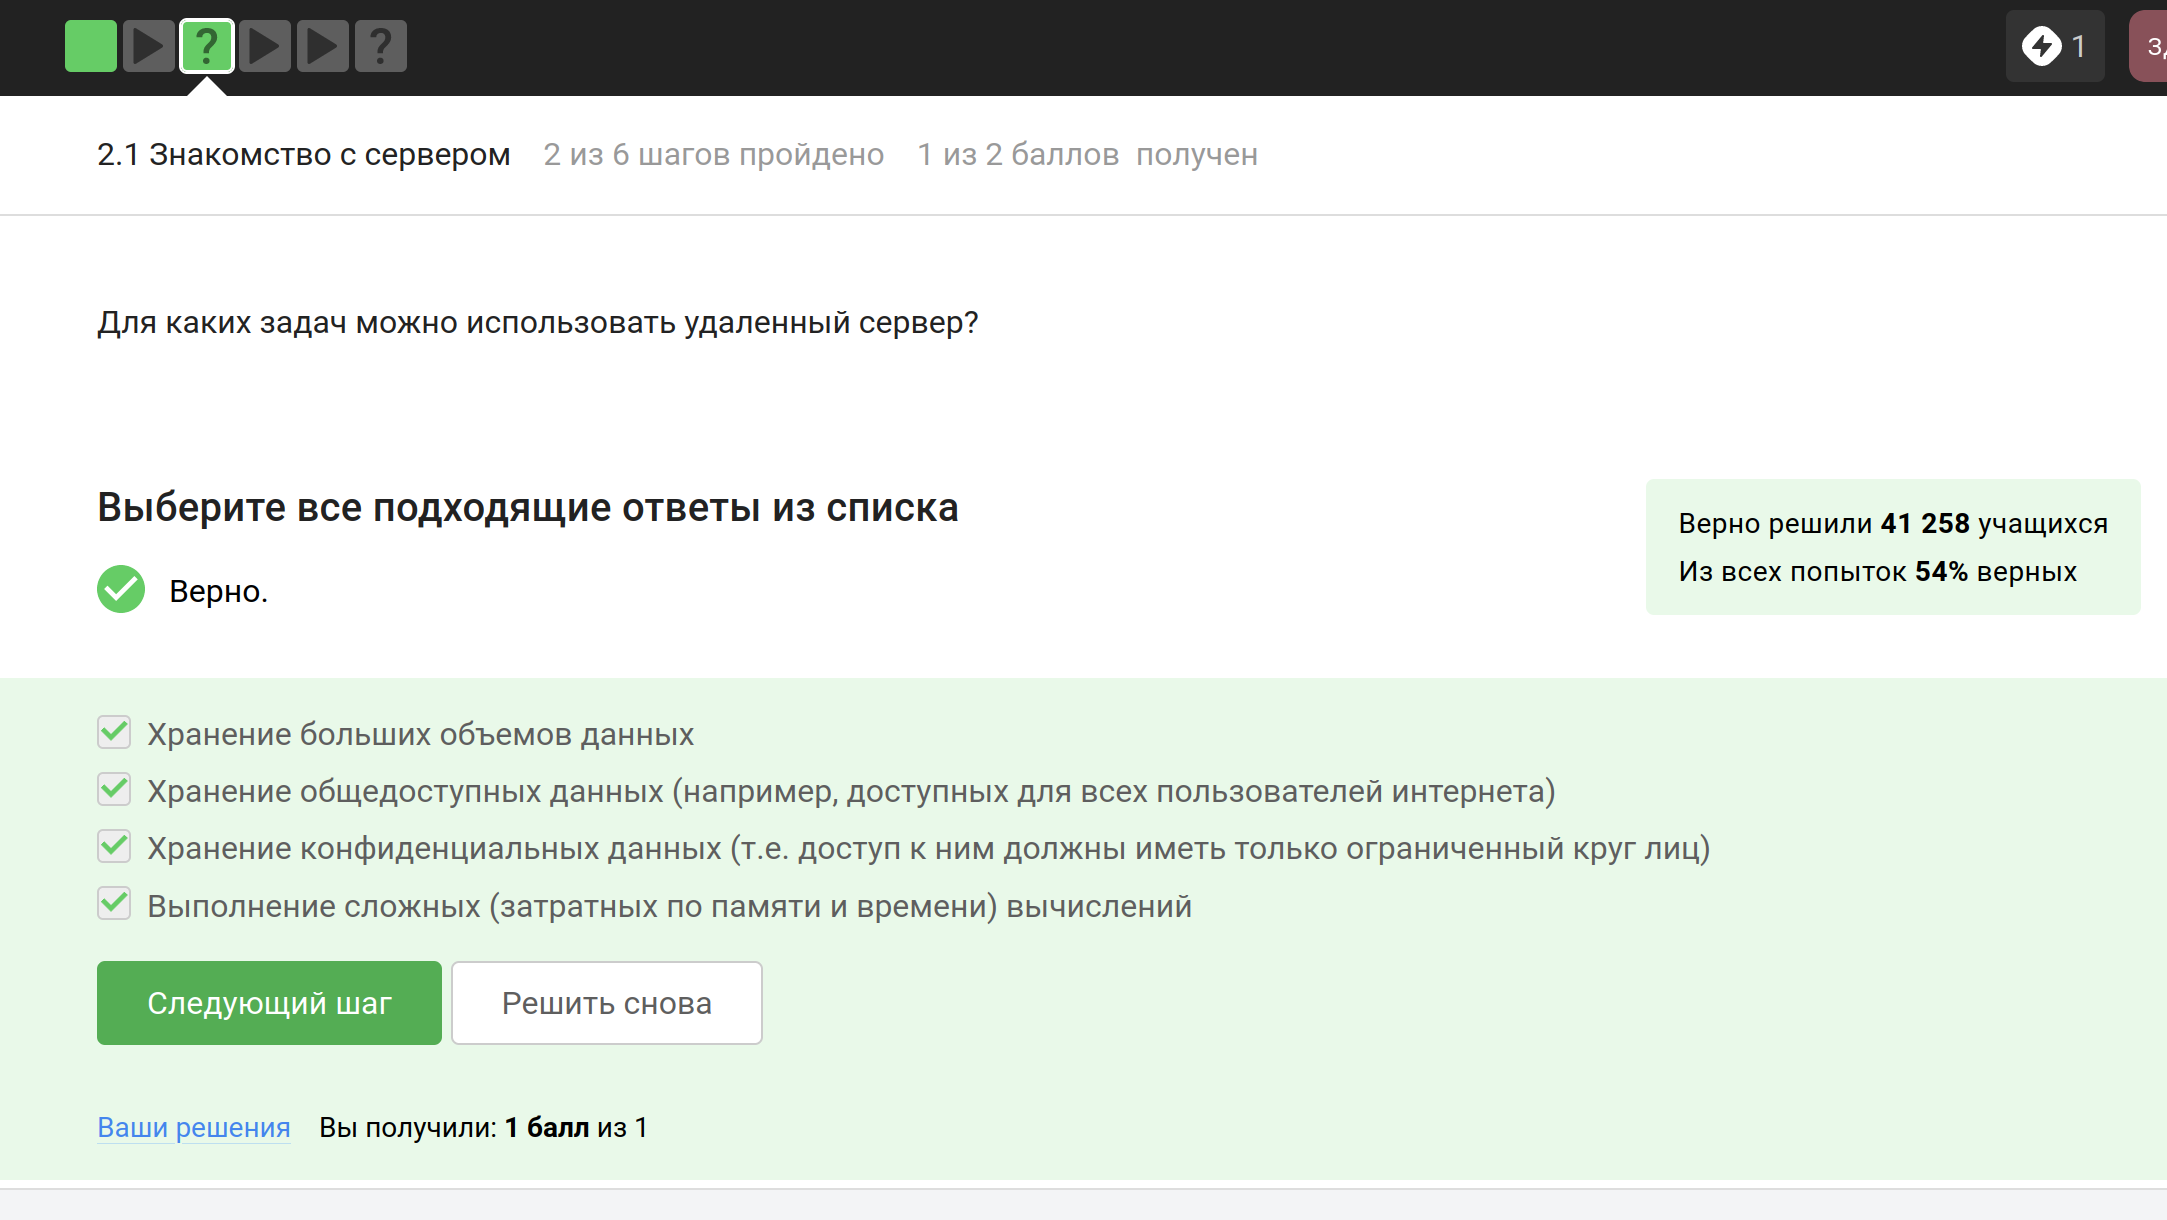 ? ? 1
2.1 Знакомство с сервером 2 из 6 шагов пройдено 1 из 2 баллов получен
Для каких задач можно использовать удаленный сервер?
Выберите все подходящие ответы из списка
Верно.
Верно решили 41 258 учащихся
Из всех попыток 54% верных
Хранение больших объемов данных
Хранение общедоступных данных (например, доступных для всех пользователей интернета)
Хранение конфиденциальных данных (т.е. доступ к ним должны иметь только ограниченный круг лиц)
Выполнение сложных (затратных по памяти и времени) вычислений
Следующий шаг Решить снова
Ваши решения Вы получили: 1 балл из 1